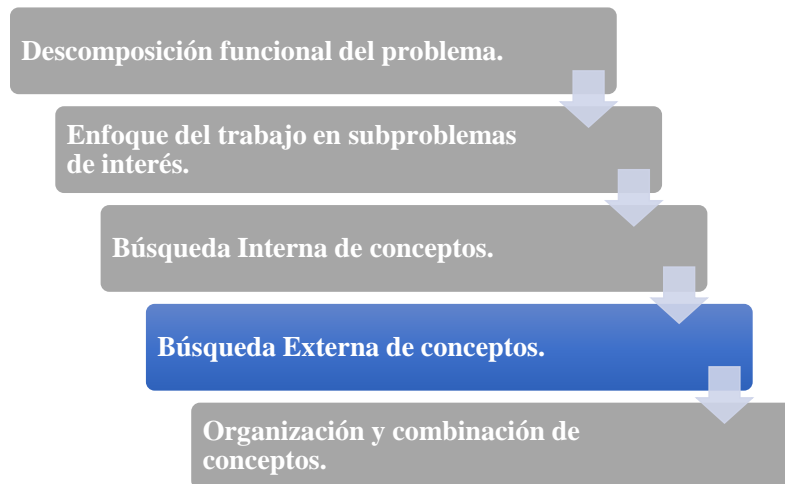 Descomposición funcional del problema.
Enfoque del trabajo en subproblemas
de interés.
Búsqueda Interna de conceptos.
Búsqueda Externa de conceptos.
Organización y combinación de
conceptos.